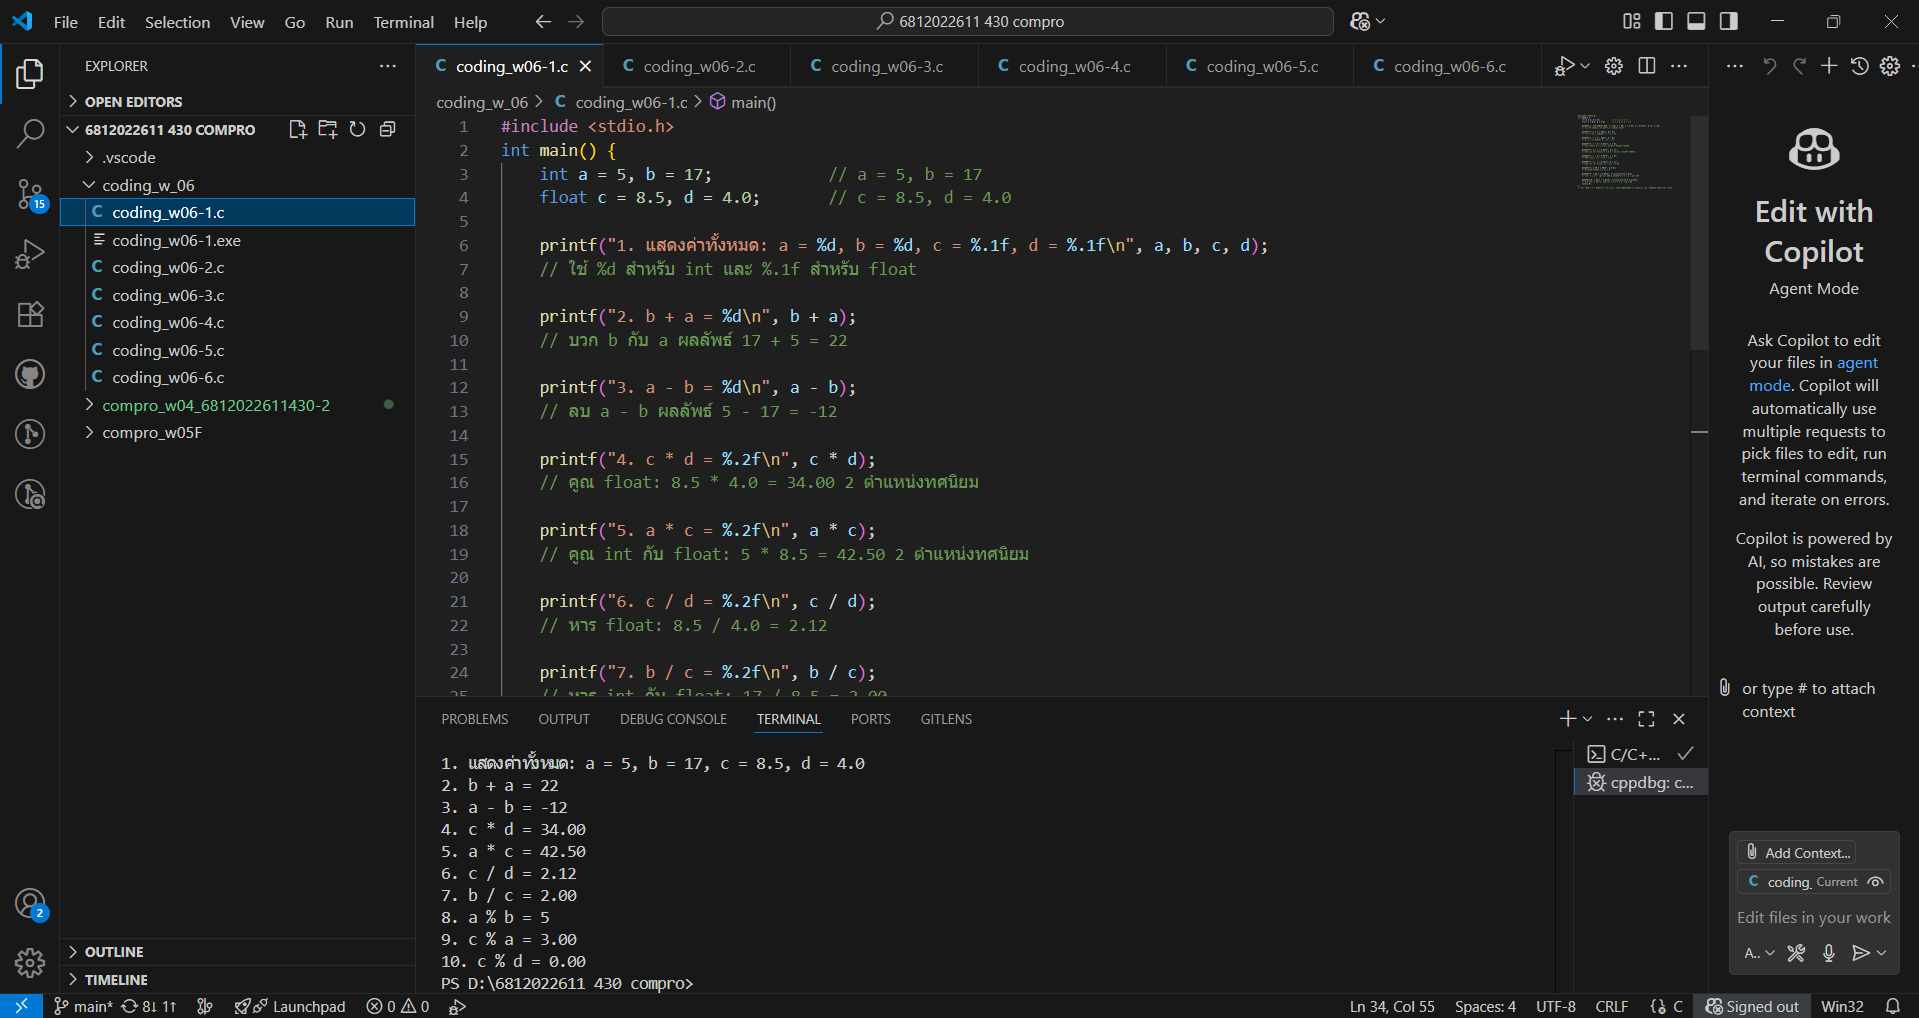 File Edit Selection View Go Run Terminal Help
6812022611 430 compro
EXPLORER
OPEN EDITORS
6812022611 430 COMPRO
.vscode
coding_w_06
C coding_w06-1.c
coding_w06-1.exe
C coding_w06-2.c
C coding_w06-3.c
C coding_w06-4.c
C coding_w06-5.c
C coding_w06-6.c
compro_w04_6812022611430-2
compro_w05F
15
2
OUTLINE
TIMELINE
C coding_w06-1.c C coding_w06-2.c C coding_w06-3.c C coding_w06-4.c C coding_w06-5.c C coding_w06-6.c
coding_w_06 > C coding_w06-1.c > main()
1 #include <stdio.h>
2 int main() {
3 int a = 5, b = 17; // a = 5, b = 17
4 float c = 8.5, d = 4.0; // c = 8.5, d = 4.0
5
6 printf("1. แสดงค่าทั้งหมด: a = %d, b = %d, c = %.1f, d = %.1f\n", a, b, c, d);
7 // ใช้ %d สำหรับ int และ %.1f สำหรับ float
8
9 printf("2. b + a = %d\n", b + a);
10 // บวก b กับ a ผลลัพธ์ 17 + 5 = 22
11
12 printf("3. a - b = %d\n", a - b);
13 // ลบ a - b ผลลัพธ์ 5 - 17 = -12
14
15 printf("4. c * d = %.2f\n", c * d);
16 // คูณ float: 8.5 * 4.0 = 34.00 2 ตำแหน่งทศนิยม
17
18 printf("5. a * c = %.2f\n", a * c);
19 // คูณ int กับ float: 5 * 8.5 = 42.50 2 ตำแหน่งทศนิยม
20
21 printf("6. c / d = %.2f\n", c / d);
22 // หาร float: 8.5 / 4.0 = 2.12
23
24 printf("7. b / c = %.2f\n", b / c);
25 // หาร int กับ float: 17 / 8.5 = 2.00
PROBLEMS OUTPUT DEBUG CONSOLE TERMINAL PORTS GITLENS
1. แสดงค่าทั้งหมด: a = 5, b = 17, c = 8.5, d = 4.0
2. b + a = 22
3. a - b = -12
4. c * d = 34.00
5. a * c = 42.50
6. c / d = 2.12
7. b / c = 2.00
8. a % b = 5
9. c % a = 3.00
10. c % d = 0.00
PS D:\6812022611 430 compro>
C/C+...
cppdbg: c...
Edit with
Copilot
Agent Mode
Ask Copilot to edit
your files in agent
mode. Copilot will
automatically use
multiple requests to
pick files to edit, run
terminal commands,
and iterate on errors.
Copilot is powered by
AI, so mistakes are
possible. Review
output carefully
before use.
or type # to attach
context
Add Context...
C coding_ Current
Edit files in your work
A..
main* 8↓ 1↑ Launchpad 0 0 Ln 34, Col 55 Spaces: 4 UTF-8 CRLF {} C Signed out Win32